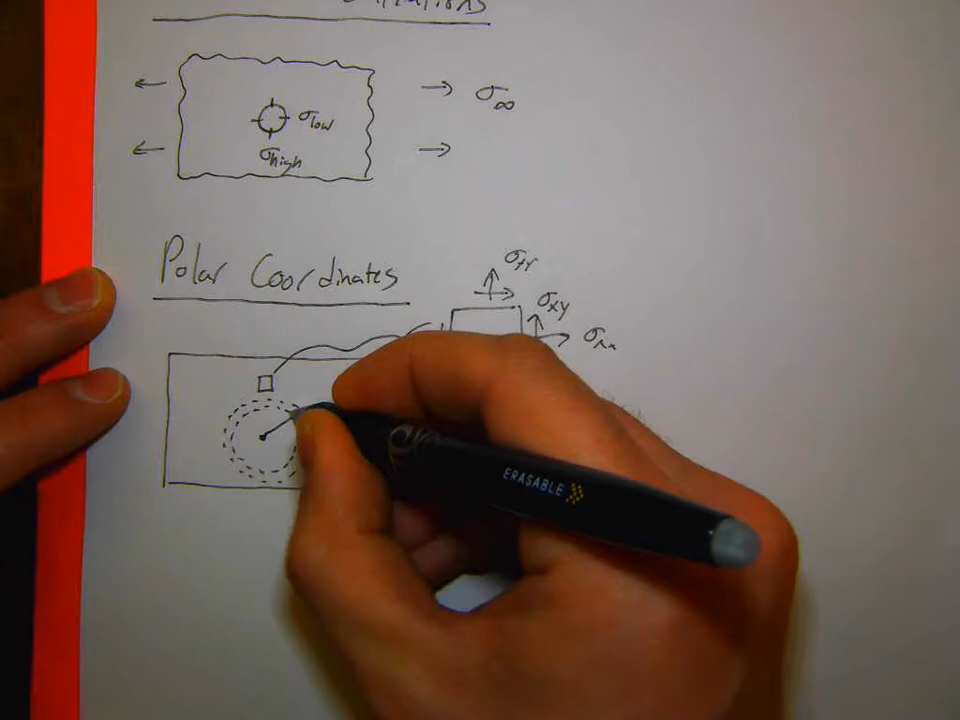 σ∞
σlow
σhigh
Polar Coordinates
σyy
σxy
σxx
ERASABLE